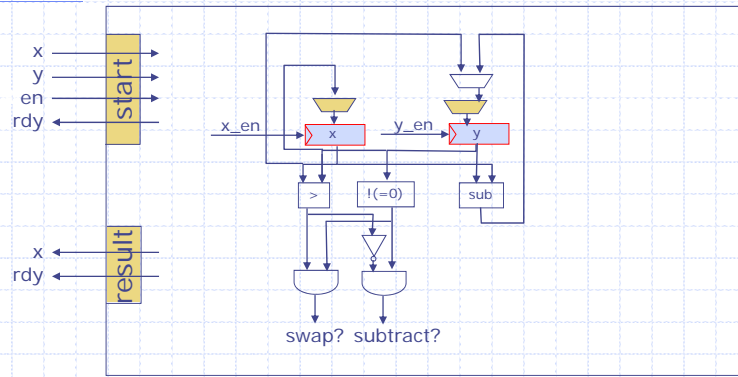 x
y
en
rdy
start
x_en
x
y_en
y
>
!(=0)
sub
x
rdy
result
swap? subtract?